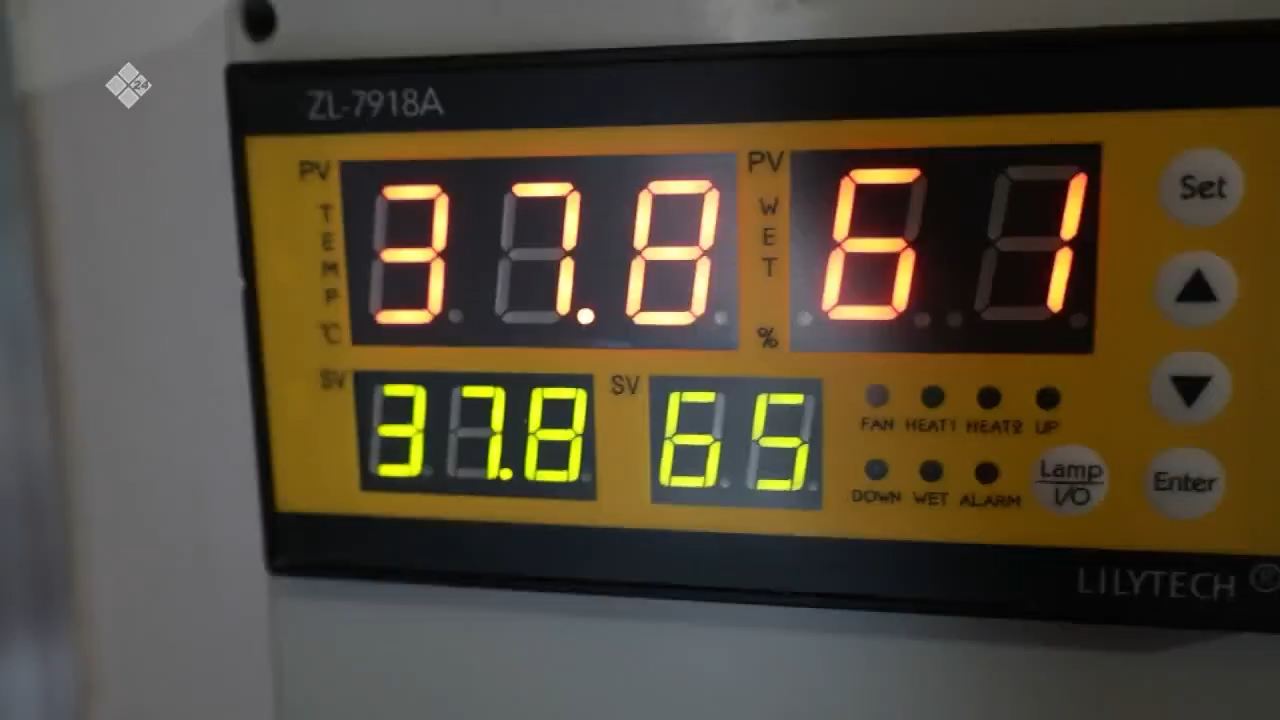 24
ZL-7918A
PV
TEMP
℃
37.8
PV
WET
%
61
Set
SV
37.8
SV
65
FAN HEAT1 HEAT2 UP
DOWN WET ALARM
Lamp
I/O
Enter
LILYTECH ®